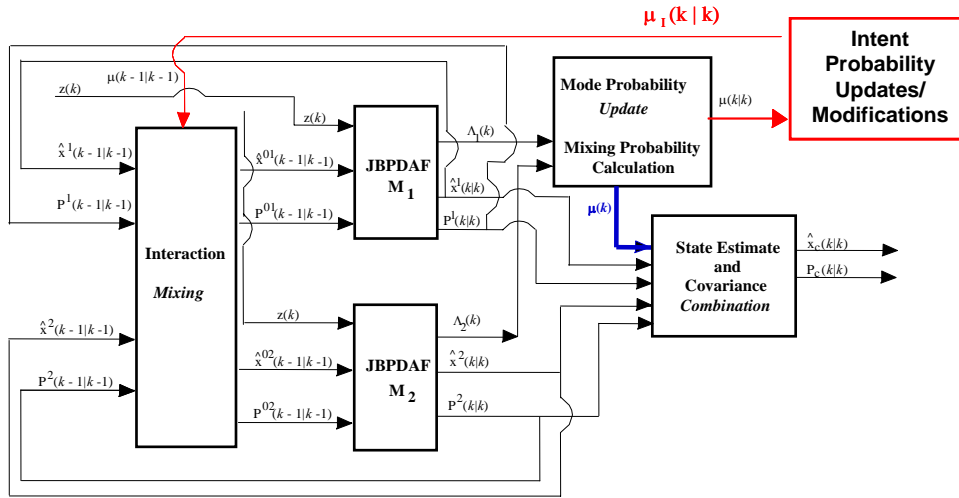 μ I (k | k)
Intent
Probability
Updates/
Modifications
μ(k - 1|k - 1)
z(k)
z(k)
Mode Probability
Update
Mixing Probability
Calculation
μ(k|k)
x̂¹(k - 1|k - 1)
P¹(k - 1|k - 1)
x̂⁰¹(k - 1|k - 1)
P⁰¹(k - 1|k - 1)
JBPDAF
M₁
Λ₁(k)
x̂¹(k|k)
P¹(k|k)
μ(k)
Interaction
Mixing
State Estimate
and
Covariance
Combination
x̂c(k|k)
Pc(k|k)
z(k)
x̂²(k - 1|k - 1)
P²(k - 1|k - 1)
x̂⁰²(k - 1|k - 1)
P⁰²(k - 1|k - 1)
JBPDAF
M₂
Λ₂(k)
x̂²(k|k)
P²(k|k)